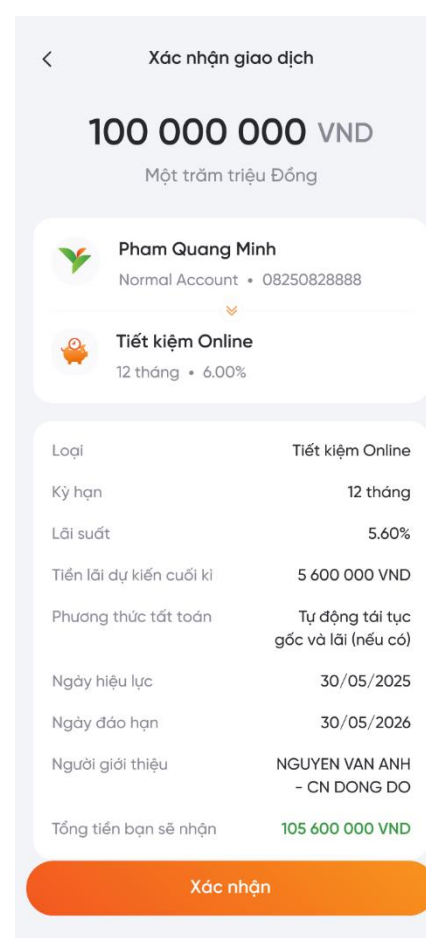 Xác nhận giao dịch
100 000 000 VND
Một trăm triệu Đồng
Pham Quang Minh
Normal Account • 08250828888
Tiết kiệm Online
12 tháng • 6.00%
Loại Tiết kiệm Online
Kỳ hạn 12 tháng
Lãi suất 5.60%
Tiền lãi dự kiến cuối kì 5 600 000 VND
Phương thức tất toán Tự động tái tục
gốc và lãi (nếu có)
Ngày hiệu lực 30/05/2025
Ngày đáo hạn 30/05/2026
Người giới thiệu NGUYEN VAN ANH
- CN DONG DO
Tổng tiền bạn sẽ nhận 105 600 000 VND
Xác nhận